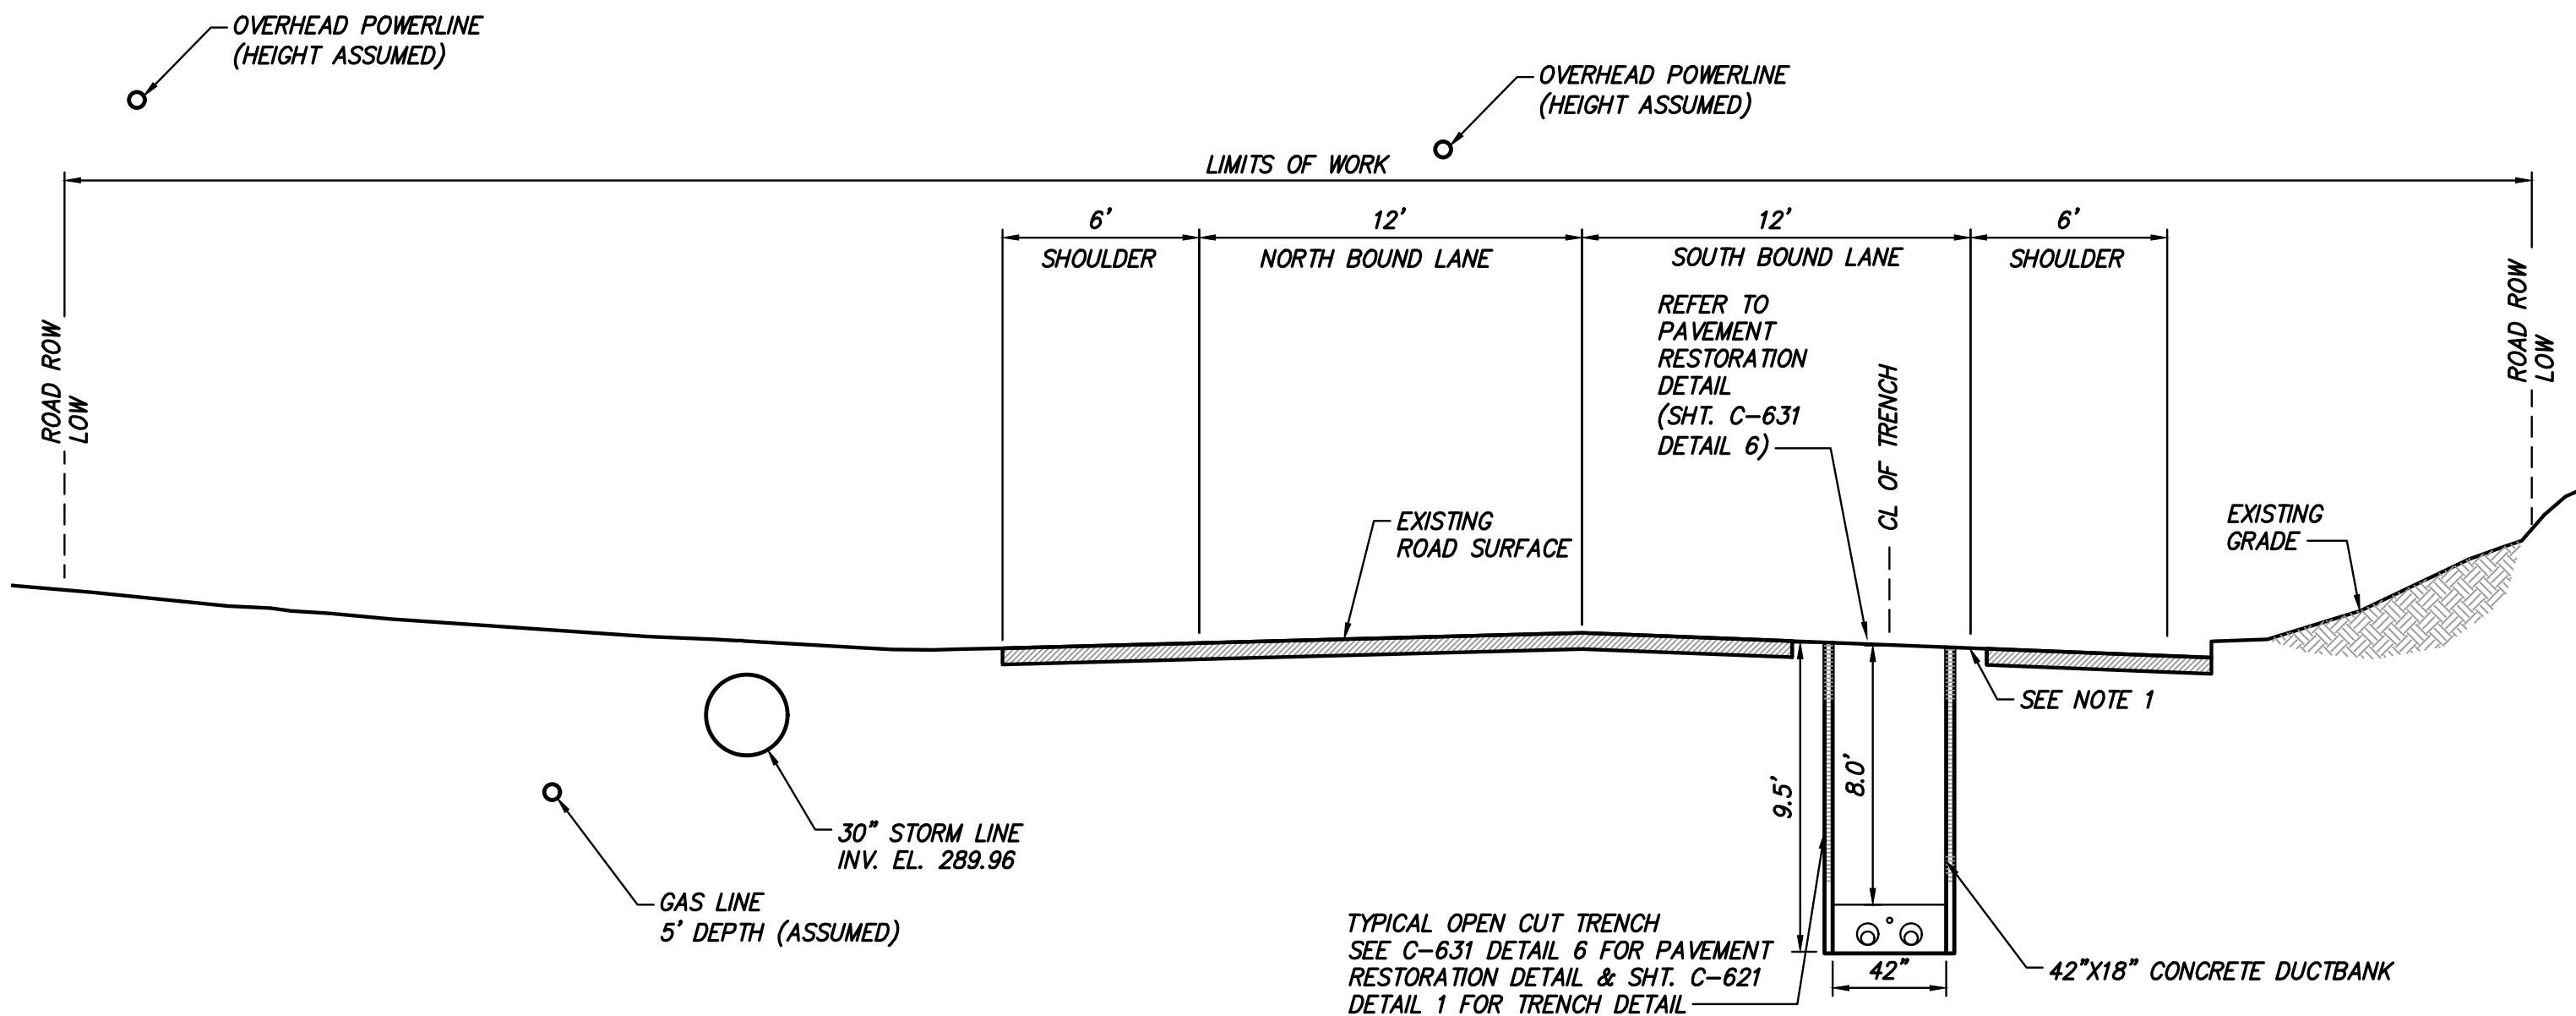 OVERHEAD POWERLINE
(HEIGHT ASSUMED)
OVERHEAD POWERLINE
(HEIGHT ASSUMED)
LIMITS OF WORK
6'
12'
12'
6'
SHOULDER
NORTH BOUND LANE
SOUTH BOUND LANE
SHOULDER
ROAD ROW
LOW
REFER TO
PAVEMENT
RESTORATION
DETAIL
(SHT. C-631
DETAIL 6)
CL OF TRENCH
ROAD ROW
LOW
EXISTING
ROAD SURFACE
EXISTING
GRADE
SEE NOTE 1
9.5'
8.0'
30" STORM LINE
INV. EL. 289.96
GAS LINE
5' DEPTH (ASSUMED)
TYPICAL OPEN CUT TRENCH
SEE C-631 DETAIL 6 FOR PAVEMENT
RESTORATION DETAIL & SHT. C-621
DETAIL 1 FOR TRENCH DETAIL
42"
42"X18" CONCRETE DUCTBANK